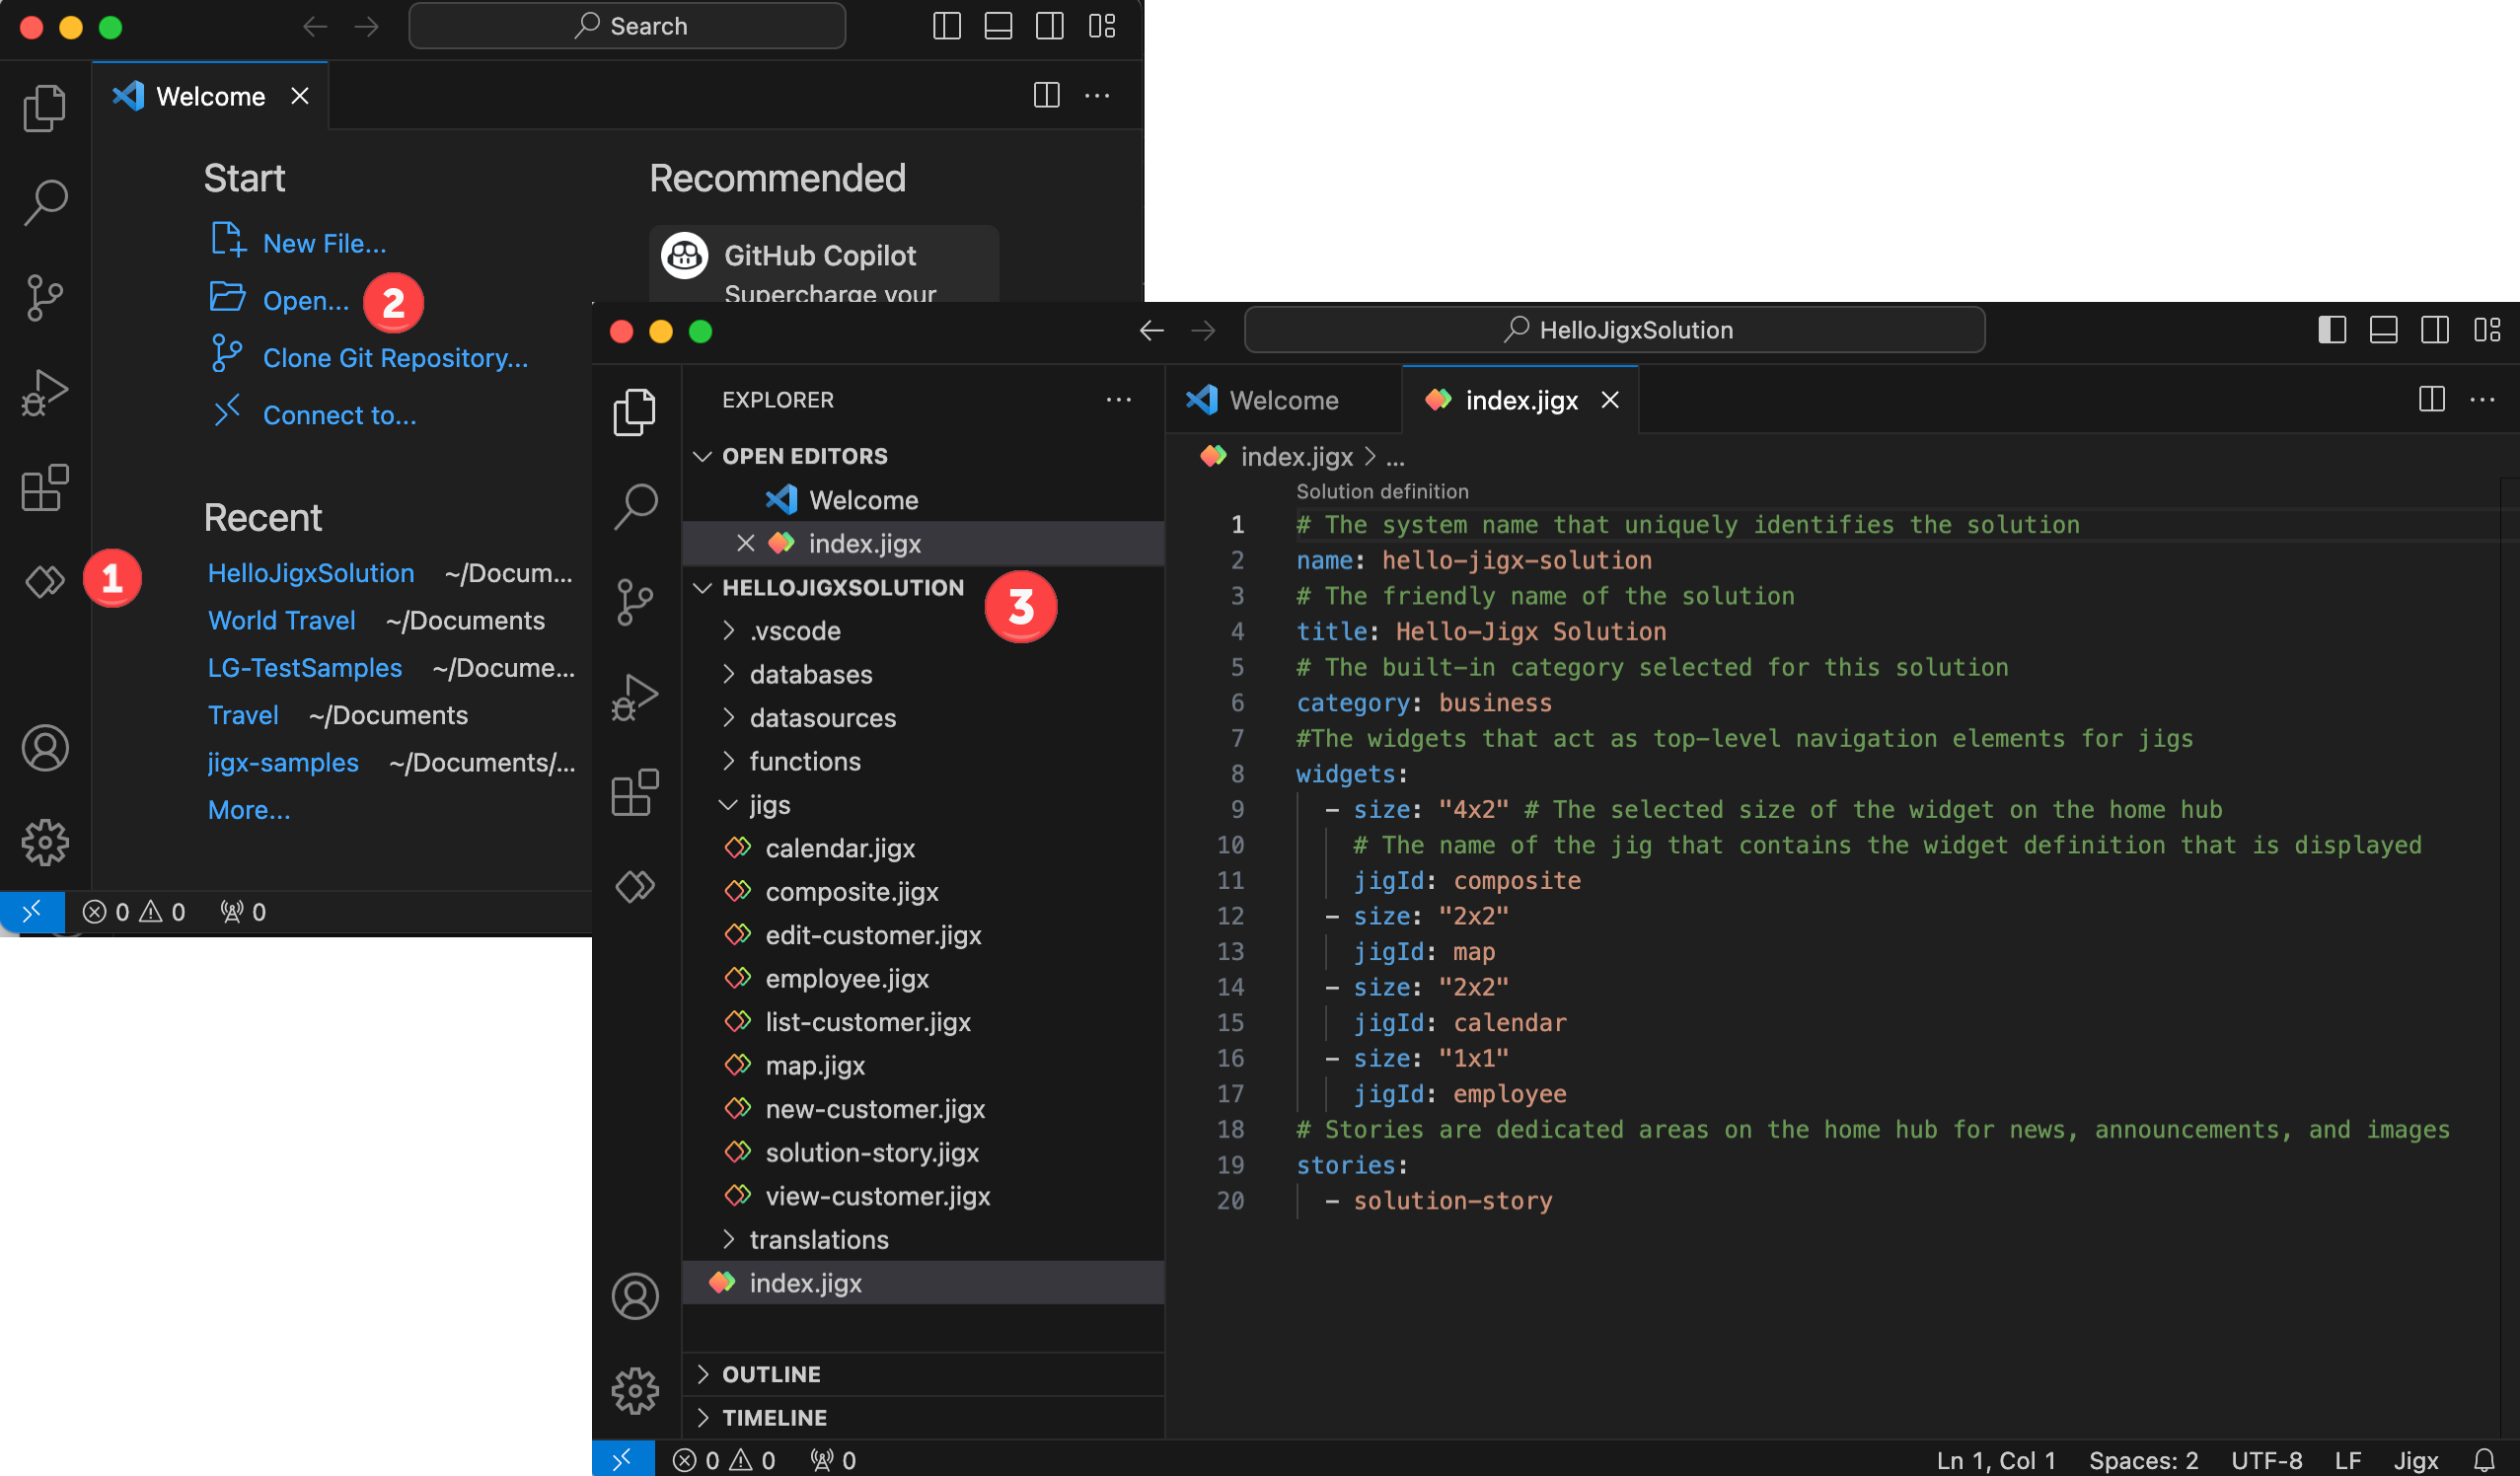 Search
Welcome
Start
New File...
Open...
2
Clone Git Repository...
Connect to...
Recent
HelloJigxSolution ~/Docum...
1
World Travel ~/Documents
LG-TestSamples ~/Docume...
Travel ~/Documents
jigx-samples ~/Documents/...
More...
0 0 0
Recommended
GitHub Copilot
Supercharge your
HelloJigxSolution
EXPLORER
OPEN EDITORS
Welcome
index.jigx
HELLOJIGXSOLUTION
3
.vscode
databases
datasources
functions
jigs
calendar.jigx
composite.jigx
edit-customer.jigx
employee.jigx
list-customer.jigx
map.jigx
new-customer.jigx
solution-story.jigx
view-customer.jigx
translations
index.jigx
OUTLINE
TIMELINE
Welcome index.jigx
index.jigx > ...
Solution definition
1 # The system name that uniquely identifies the solution
2 name: hello-jigx-solution
3 # The friendly name of the solution
4 title: Hello-Jigx Solution
5 # The built-in category selected for this solution
6 category: business
7 #The widgets that act as top-level navigation elements for jigs
8 widgets:
9 - size: "4x2" # The selected size of the widget on the home hub
10 # The name of the jig that contains the widget definition that is displayed
11 jigId: composite
12 - size: "2x2"
13 jigId: map
14 - size: "2x2"
15 jigId: calendar
16 - size: "1x1"
17 jigId: employee
18 # Stories are dedicated areas on the home hub for news, announcements, and images
19 stories:
20 - solution-story
0 0 0
Ln 1, Col 1 Spaces: 2 UTF-8 LF Jigx